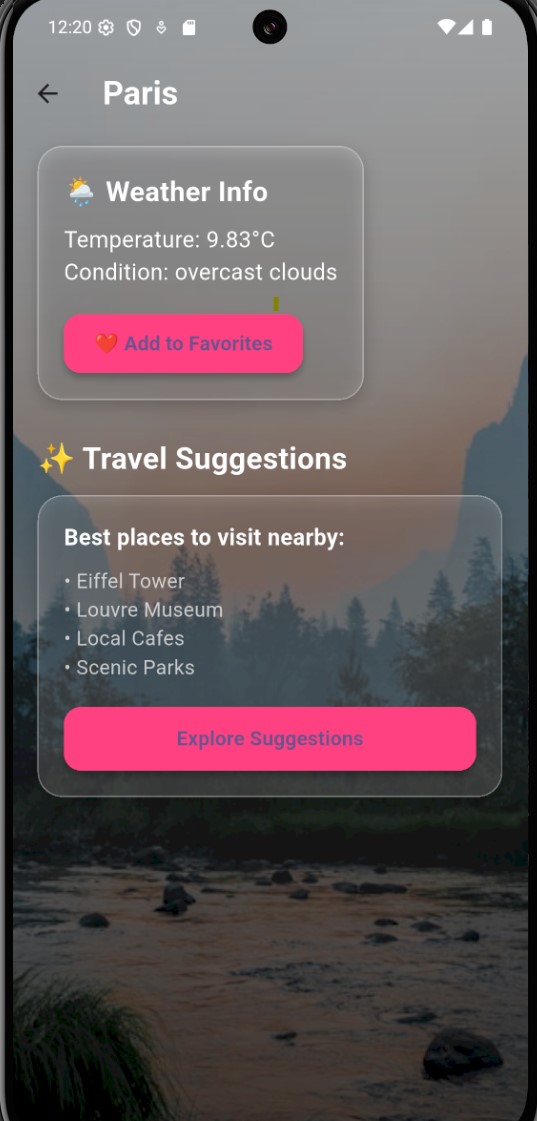 12:20
Paris
🌦️ Weather Info
Temperature: 9.83°C
Condition: overcast clouds
❤️ Add to Favorites
✨ Travel Suggestions
Best places to visit nearby:
• Eiffel Tower
• Louvre Museum
• Local Cafes
• Scenic Parks
Explore Suggestions